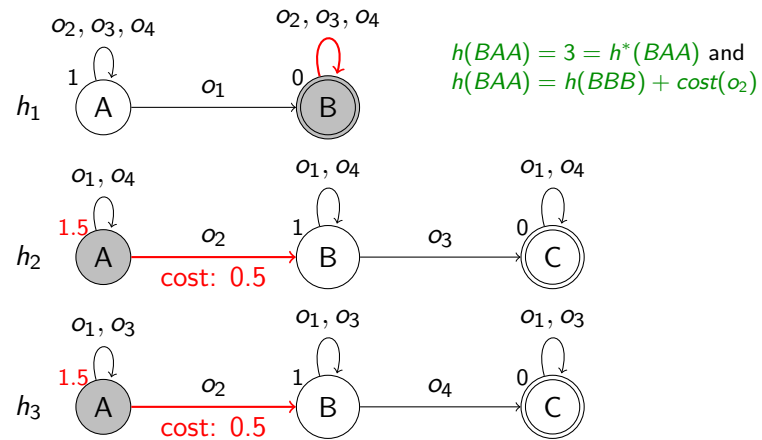 o₂, o₃, o₄
o₂, o₃, o₄
h(BAA) = 3 = h*(BAA) and
h(BAA) = h(BBB) + cost(o₂)
h₁
1
A
o₁
0
B
o₁, o₄
o₁, o₄
o₁, o₄
h₂
1.5
A
o₂
cost: 0.5
1
B
o₃
0
C
o₁, o₃
o₁, o₃
o₁, o₃
h₃
1.5
A
o₂
cost: 0.5
1
B
o₄
0
C